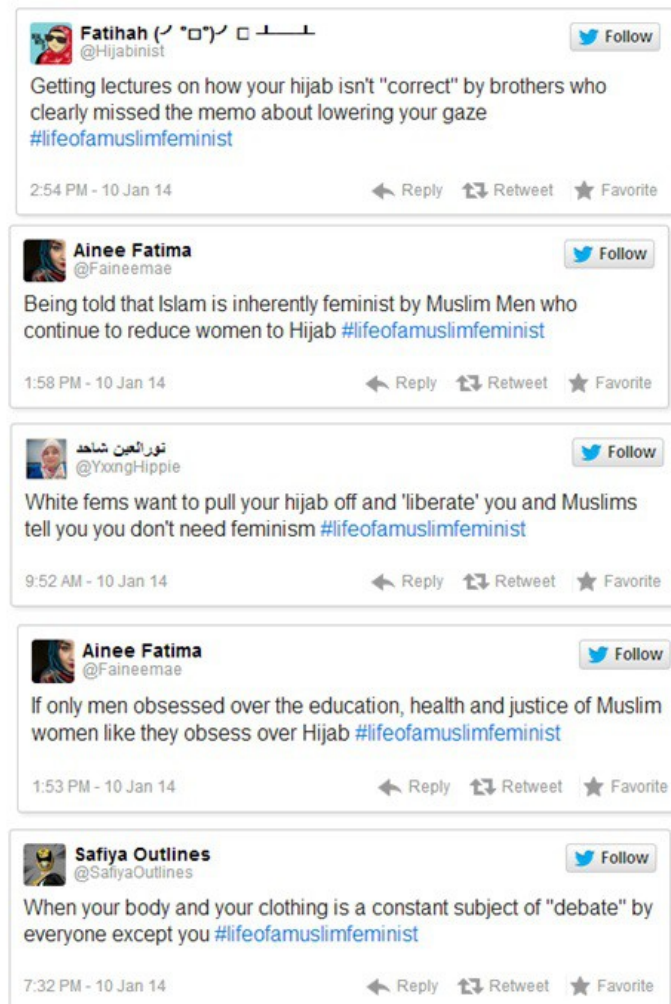 Fatihah (╯°□°)╯ □ ┻━┻
@Hijabinist
Follow
Getting lectures on how your hijab isn't "correct" by brothers who
clearly missed the memo about lowering your gaze
#lifeofamuslimfeminist
2:54 PM - 10 Jan 14
Reply Retweet Favorite
Ainee Fatima
@Faineemae
Follow
Being told that Islam is inherently feminist by Muslim Men who
continue to reduce women to Hijab #lifeofamuslimfeminist
1:58 PM - 10 Jan 14
Reply Retweet Favorite
نورالعين شاحد
@YxxngHippie
Follow
White fems want to pull your hijab off and 'liberate' you and Muslims
tell you you don't need feminism #lifeofamuslimfeminist
9:52 AM - 10 Jan 14
Reply Retweet Favorite
Ainee Fatima
@Faineemae
Follow
If only men obsessed over the education, health and justice of Muslim
women like they obsess over Hijab #lifeofamuslimfeminist
1:53 PM - 10 Jan 14
Reply Retweet Favorite
Safiya Outlines
@SafiyaOutlines
Follow
When your body and your clothing is a constant subject of "debate" by
everyone except you #lifeofamuslimfeminist
7:32 PM - 10 Jan 14
Reply Retweet Favorite